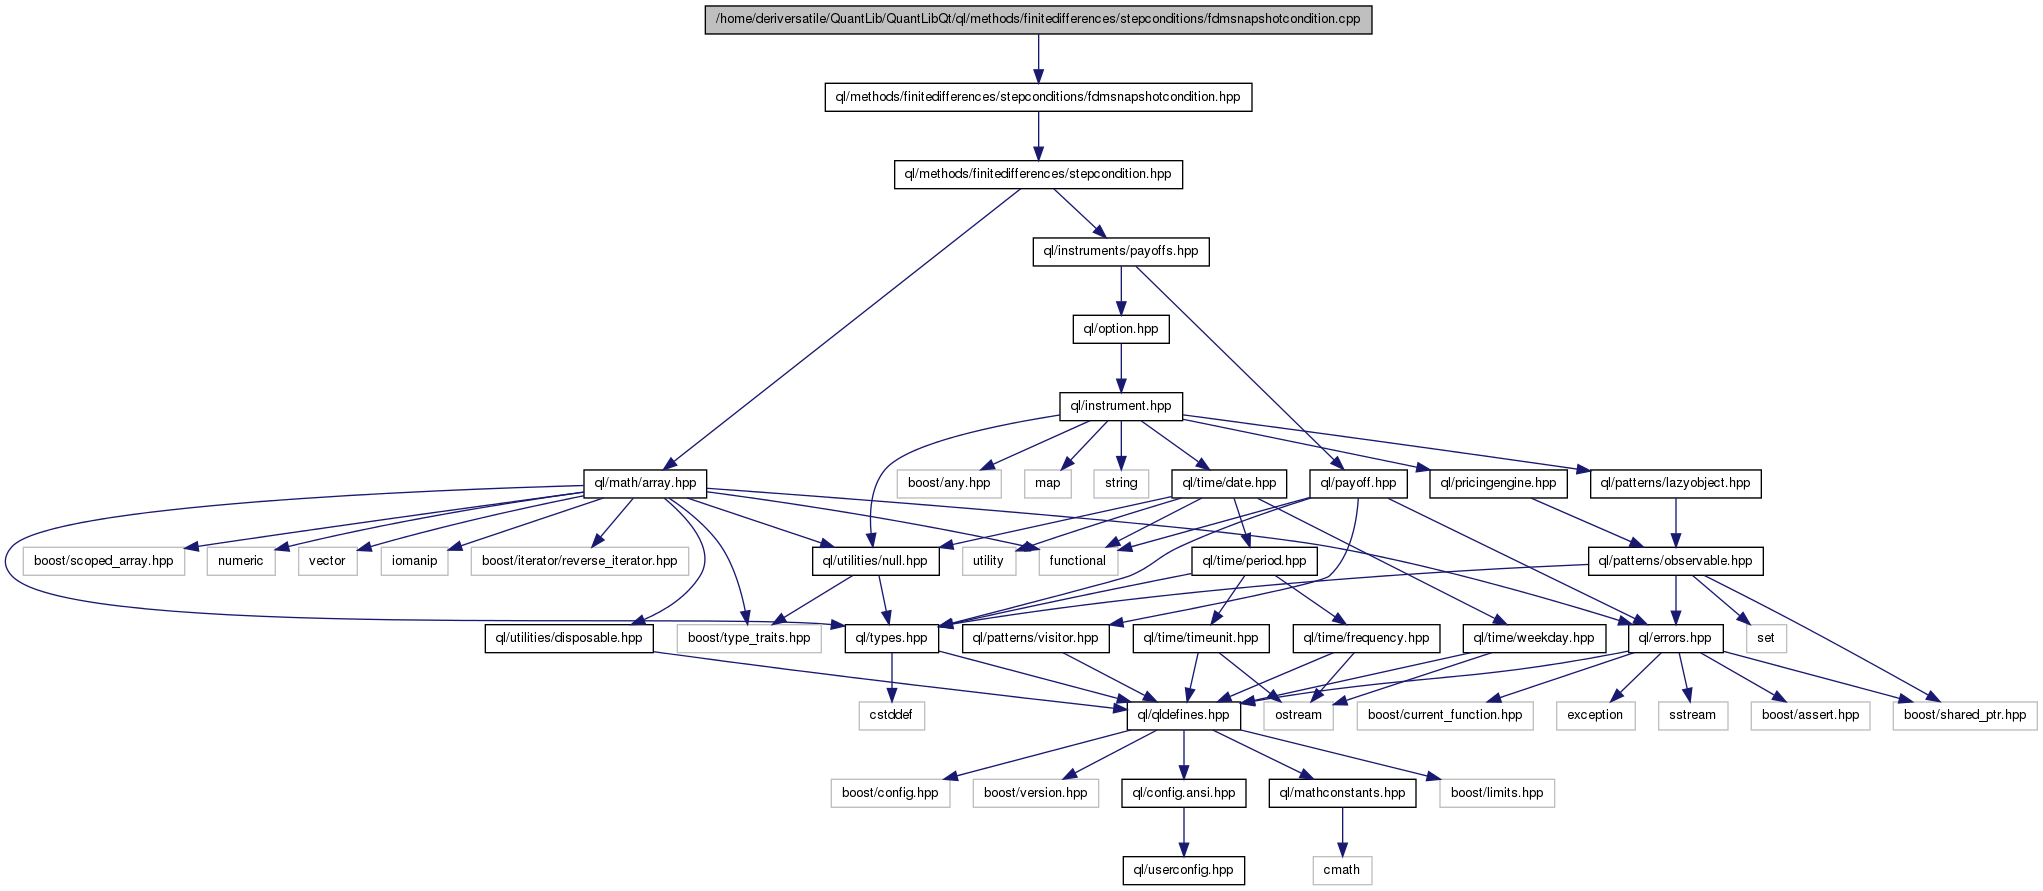 /home/deriversatile/QuantLib/QuantLibQt/ql/methods/finitedifferences/stepconditions/fdmsnapshotcondition.cpp
ql/methods/finitedifferences/stepconditions/fdmsnapshotcondition.hpp
ql/methods/finitedifferences/stepcondition.hpp
ql/instruments/payoffs.hpp
ql/option.hpp
ql/instrument.hpp
ql/math/array.hpp
boost/any.hpp
map
string
ql/time/date.hpp
ql/payoff.hpp
ql/pricingengine.hpp
ql/patterns/lazyobject.hpp
boost/scoped_array.hpp
numeric
vector
iomanip
boost/iterator/reverse_iterator.hpp
ql/utilities/null.hpp
utility
functional
ql/time/period.hpp
ql/patterns/observable.hpp
ql/utilities/disposable.hpp
boost/type_traits.hpp
ql/types.hpp
ql/patterns/visitor.hpp
ql/time/timeunit.hpp
ql/time/frequency.hpp
ql/time/weekday.hpp
ql/errors.hpp
set
cstddef
ql/qldefines.hpp
ostream
boost/current_function.hpp
exception
sstream
boost/assert.hpp
boost/shared_ptr.hpp
boost/config.hpp
boost/version.hpp
ql/config.ansi.hpp
ql/mathconstants.hpp
boost/limits.hpp
ql/userconfig.hpp
cmath